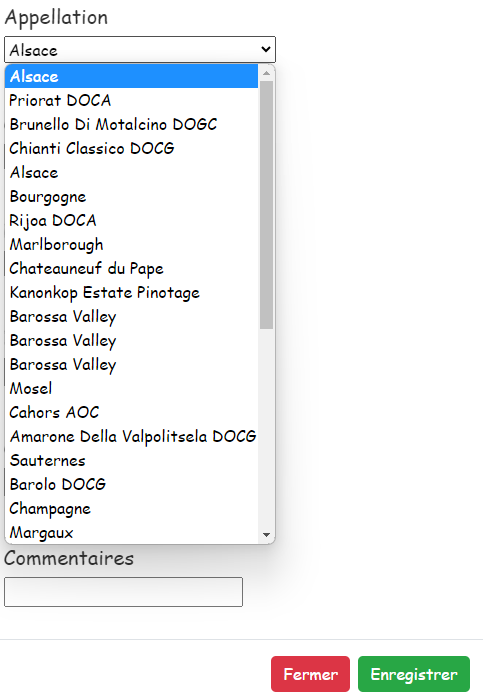 Appellation
Alsace
Alsace
Priorat DOCA
Brunello Di Motalcino DOGC
Chianti Classico DOCG
Alsace
Bourgogne
Rijoa DOCA
Marlborough
Chateauneuf du Pape
Kanonkop Estate Pinotage
Barossa Valley
Barossa Valley
Barossa Valley
Mosel
Cahors AOC
Amarone Della Valpolitsela DOCG
Sauternes
Barolo DOCG
Champagne
Margaux
Commentaires
Fermer Enregistrer